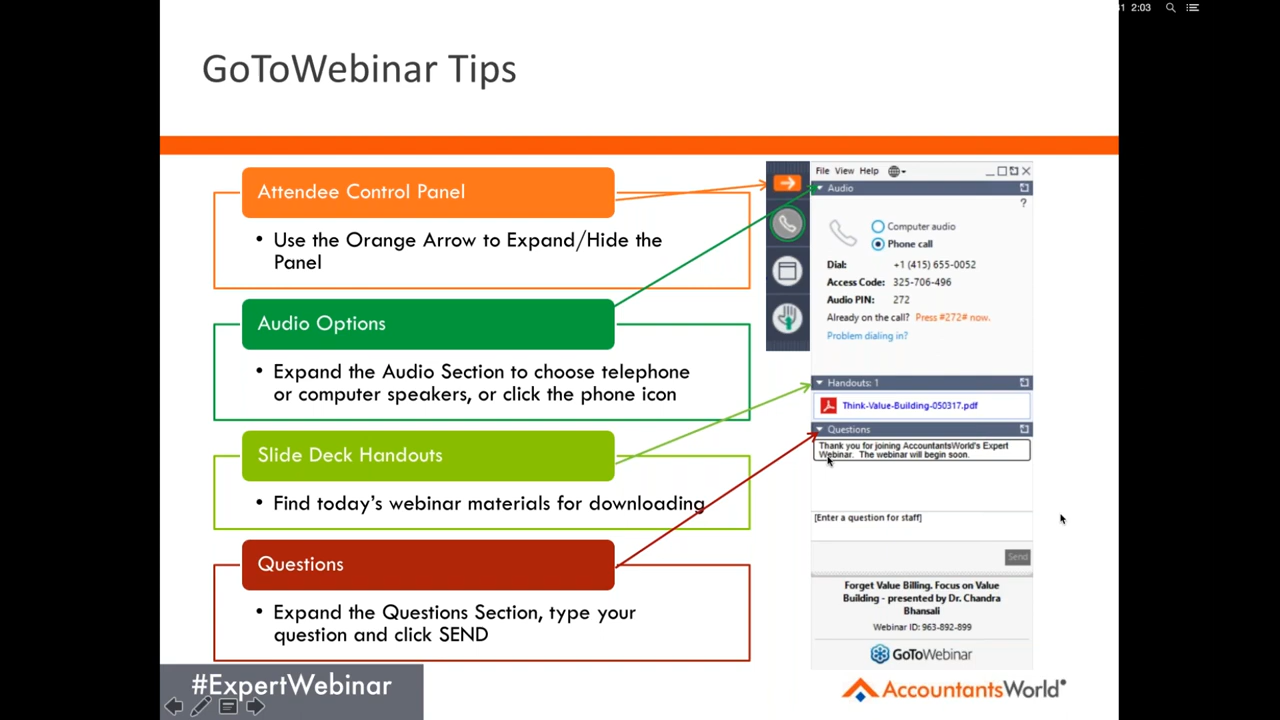 2:03
GoToWebinar Tips
Attendee Control Panel
• Use the Orange Arrow to Expand/Hide the
Panel
Audio Options
• Expand the Audio Section to choose telephone
or computer speakers, or click the phone icon
Slide Deck Handouts
• Find today's webinar materials for downloading
Questions
• Expand the Questions Section, type your
question and click SEND
#ExpertWebinar
File View Help
Audio
?
Computer audio
Phone call
Dial: +1 (415) 655-0052
Access Code: 325-706-496
Audio PIN: 272
Already on the call? Press #272# now.
Problem dialing in?
Handouts: 1
Think-Value-Building-050317.pdf
Questions
Thank you for joining AccountantsWorld's Expert
Webinar. The webinar will begin soon.
[Enter a question for staff]
Send
Forget Value Billing. Focus on Value
Building - presented by Dr. Chandra
Bhansali
Webinar ID: 963-892-899
GoToWebinar
AccountantsWorld